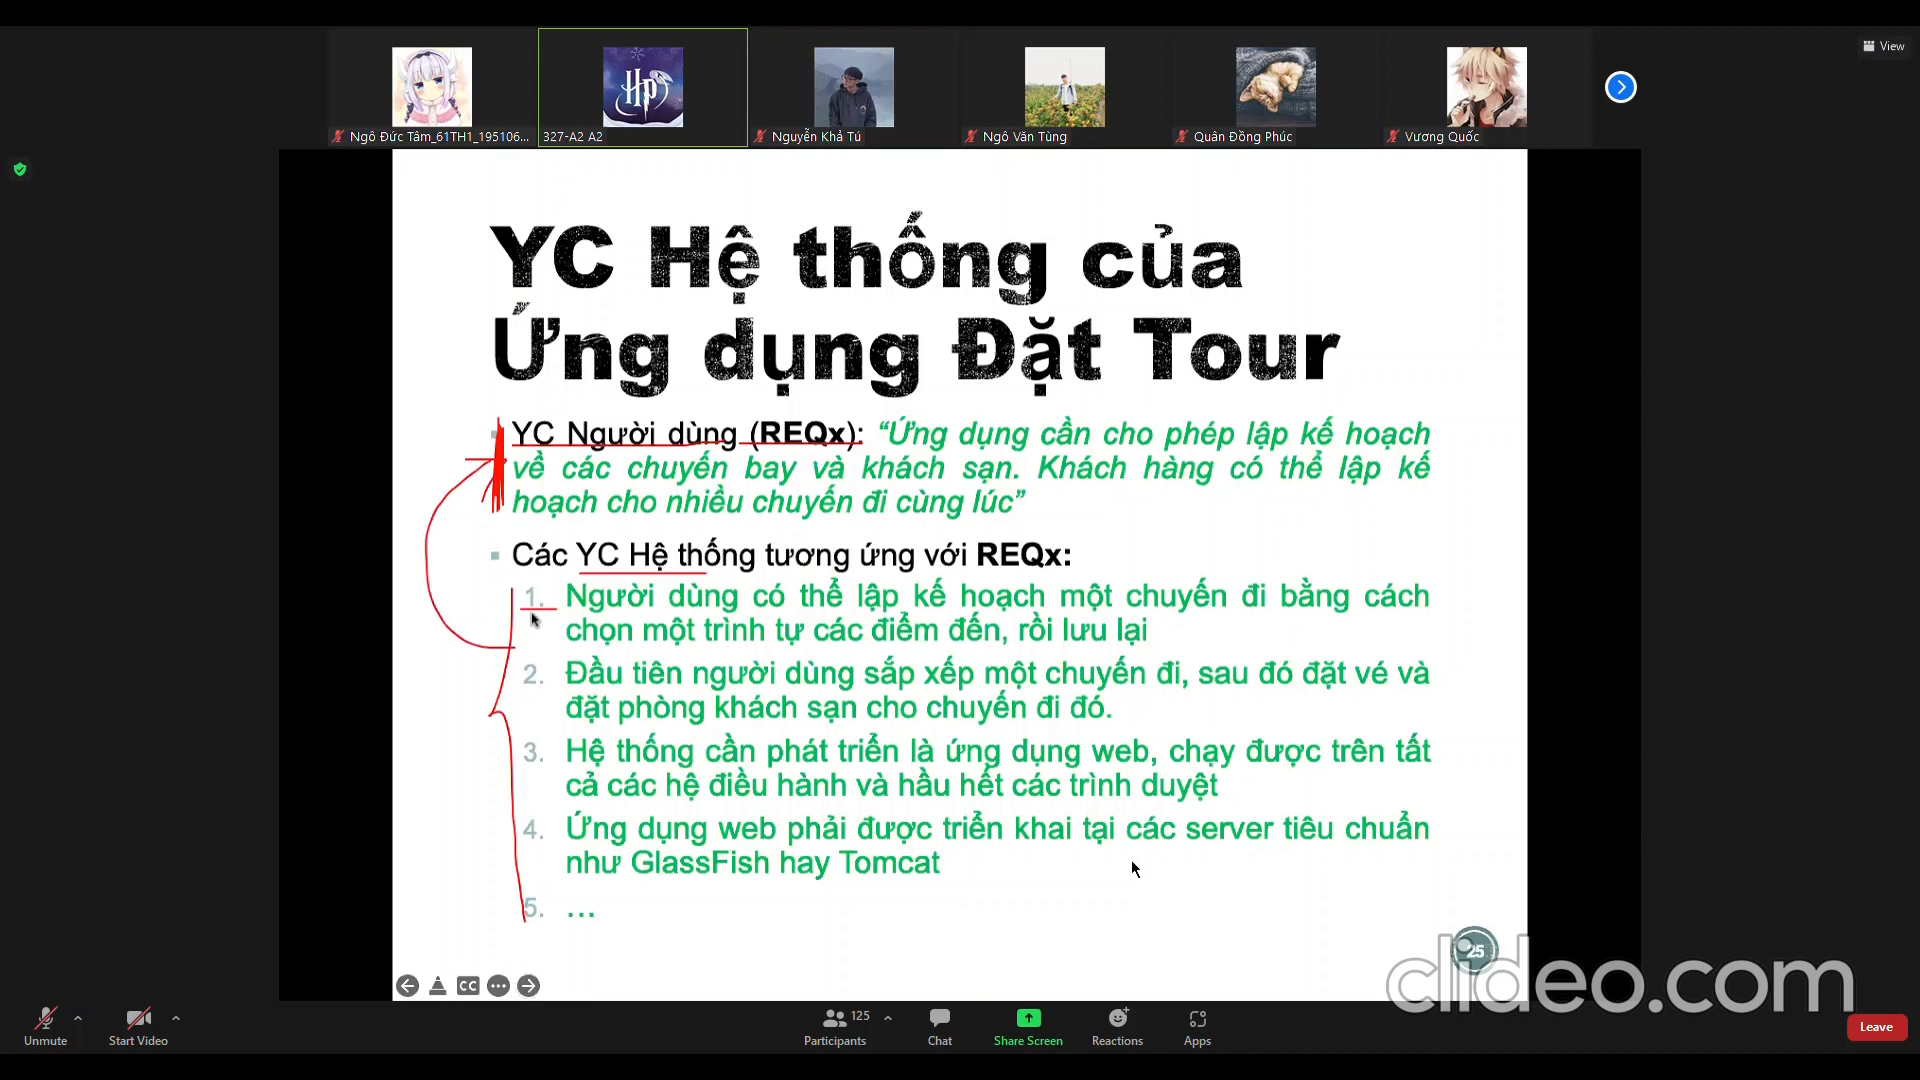 View
Ngô Đức Tâm_61TH1_195106...
327-A2 A2
Nguyễn Khả Tú
Ngô Văn Tùng
Quân Đồng Phúc
Vương Quốc
HP
YC Hệ thống của
Ứng dụng Đặt Tour
YC Người dùng (REQx): “Ứng dụng cần cho phép lập kế hoạch
về các chuyến bay và khách sạn. Khách hàng có thể lập kế
hoạch cho nhiều chuyến đi cùng lúc”
Các YC Hệ thống tương ứng với REQx:
1. Người dùng có thể lập kế hoạch một chuyến đi bằng cách
chọn một trình tự các điểm đến, rồi lưu lại
2. Đầu tiên người dùng sắp xếp một chuyến đi, sau đó đặt vé và
đặt phòng khách sạn cho chuyến đi đó.
3. Hệ thống cần phát triển là ứng dụng web, chạy được trên tất
cả các hệ điều hành và hầu hết các trình duyệt
4. Ứng dụng web phải được triển khai tại các server tiêu chuẩn
như GlassFish hay Tomcat
5. ...
25
clideo.com
CC
Unmute
Start Video
125
Participants
Chat
Share Screen
Reactions
Apps
Leave